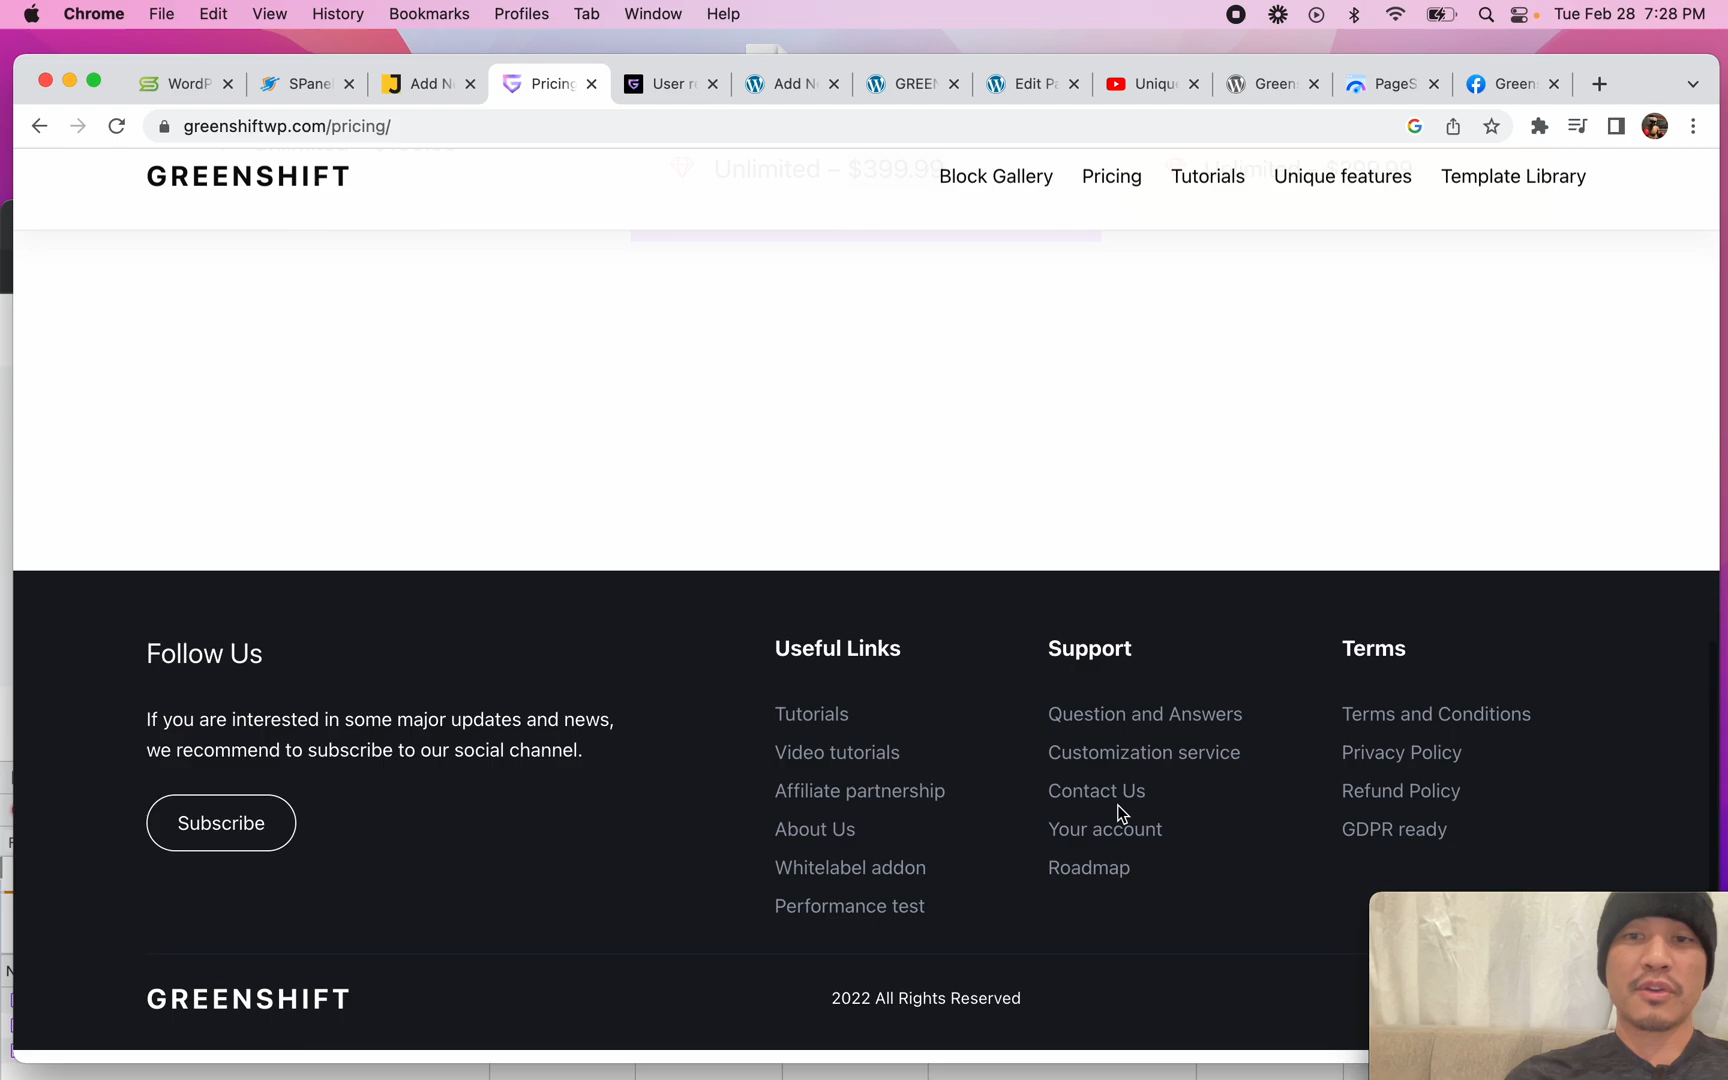 Chrome File Edit View History Bookmarks Profiles Tab Window Help Tue Feb 28 7:28 PM
WordP SPanel Add N Pricing User re Add N GREEN Edit Pa Uniqu Green PageS Green
greenshiftwp.com/pricing/
Unlimited – $399.99
GREENSHIFT Block Gallery Pricing Tutorials Unique features Template Library
Follow Us
If you are interested in some major updates and news,
we recommend to subscribe to our social channel.
Subscribe
Useful Links
Tutorials
Video tutorials
Affiliate partnership
About Us
Whitelabel addon
Performance test
Support
Question and Answers
Customization service
Contact Us
Your account
Roadmap
Terms
Terms and Conditions
Privacy Policy
Refund Policy
GDPR ready
GREENSHIFT
2022 All Rights Reserved